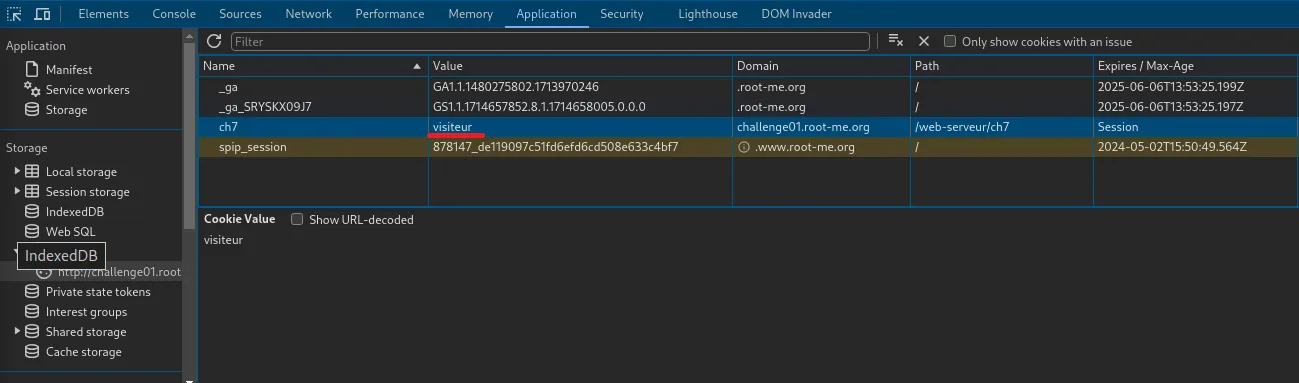 Elements Console Sources Network Performance Memory Application Security Lighthouse DOM Invader
Application
Manifest
Service workers
Storage
Storage
Local storage
Session storage
IndexedDB
Web SQL
IndexedDB
http://challenge01.root
Private state tokens
Interest groups
Shared storage
Cache storage
Filter
Only show cookies with an issue
Name Value Domain Path Expires / Max-Age
_ga GA1.1.1480275802.1713970246 .root-me.org / 2025-06-06T13:53:25.199Z
_ga_SRYSKX09J7 GS1.1.1714657852.8.1.1714658005.0.0.0 .root-me.org / 2025-06-06T13:53:25.197Z
ch7 visiteur challenge01.root-me.org /web-serveur/ch7 Session
spip_session 878147_de119097c51fd6efd6cd508e633c4bf7 .www.root-me.org / 2024-05-02T15:50:49.564Z
Cookie Value Show URL-decoded
visiteur